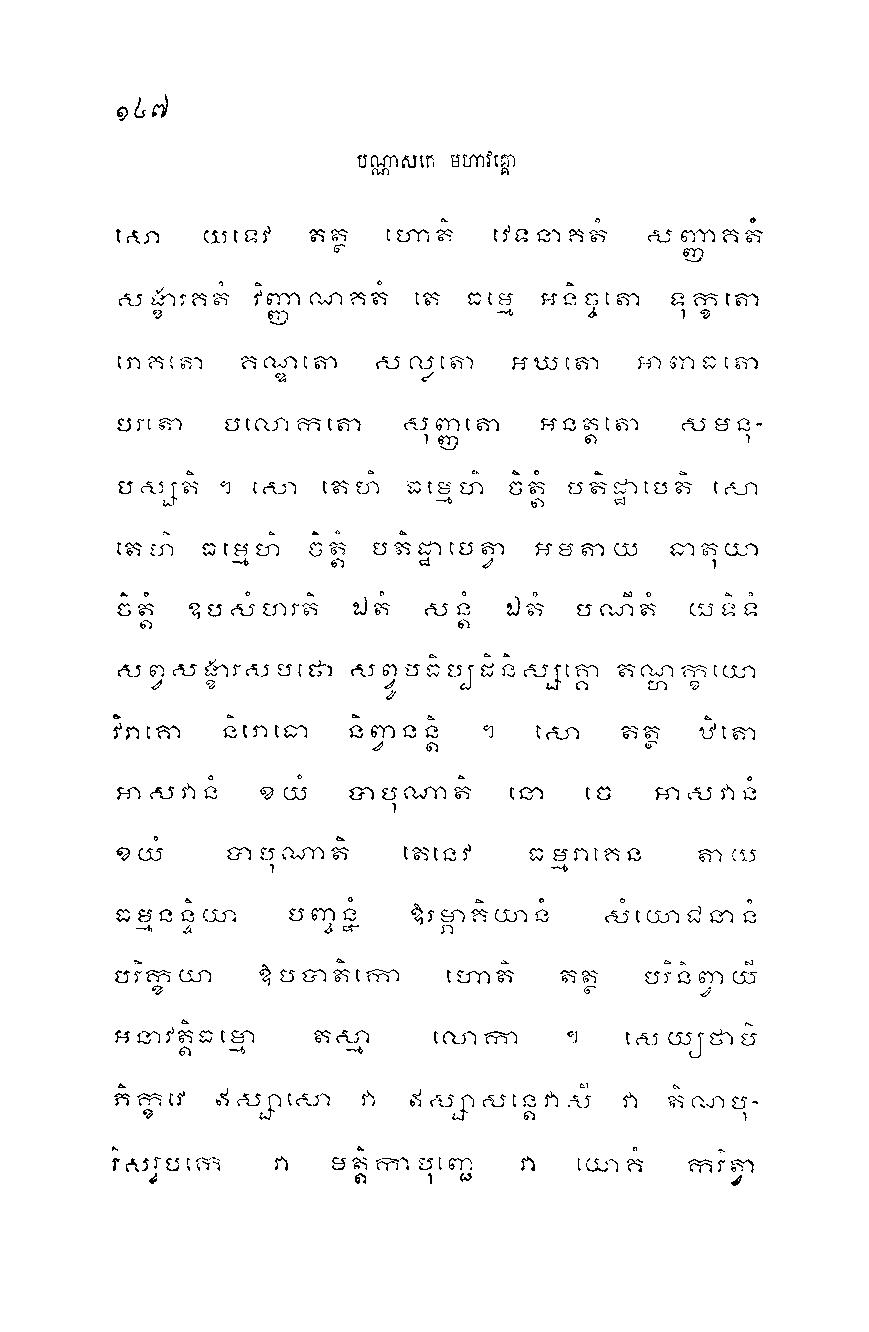 ១៤៧
បណ្ណាសកេ មហាវគ្គោ
សោ យទេវ តត្ថ ហោតិ វេទនាគតំ សញ្ញាគតំ
សង្ខារគតំ វិញ្ញាណគតំ តេ ធម្មេ អនិច្ចតោ ទុក្ខតោ
រោគតោ គណ្ឌតោ សល្លតោ អឃតោ អាពាធតោ
បរតោ បលោកតោ សុញ្ញតោ អនត្តតោ សមនុ-
បស្សតិ ។ សោ តេហិ ធម្មេហិ ចិត្តំ បតិដ្ឋាបេតិ សោ
តេហិ ធម្មេហិ ចិត្តំ បតិដ្ឋាបេត្វា អមតាយ ធាតុយា
ចិត្តំ ឧបសំហរតិ ឯតំ សន្តំ ឯតំ បណីតំ យទិទំ
សព្វសង្ខារសមថោ សព្វូបធិប្បដិនិស្សគ្គោ តណ្ហក្ខយោ
វិរាគោ និរោធោ និព្វានន្តិ ។ សោ តត្ថ ឋិតោ
អាសវានំ ខយំ បាបុណាតិ នោ ចេ អាសវានំ
ខយំ បាបុណាតិ តេនេវ ធម្មរាគេន តាយ
ធម្មនន្ទិយា បញ្ចន្នំ ឱរម្ភាគិយានំ សំយោជនានំ
បរិក្ខយា ឱបបាតិកោ ហោតិ តត្ថ បរិនិព្វាយី
អនាវត្តិធម្មោ តស្មា លោកា ។ សេយ្យថាបិ
ភិក្ខវេ ឥស្សាសោ វា ឥស្សាសន្តេវាសី វា តិណបុ-
រិសរូបកេ វា មត្តិកាបុញ្ជេ វា យោគំ ករិត្វា